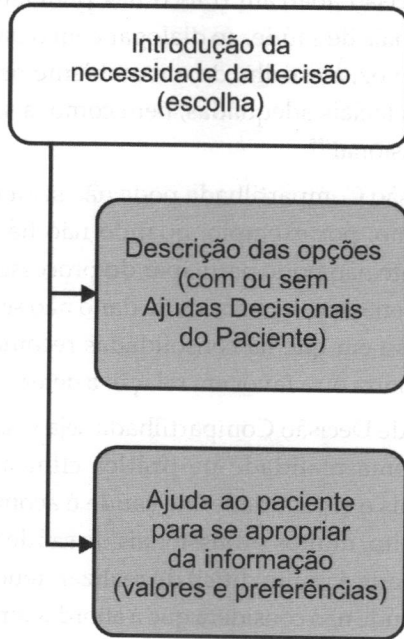 Introdução da
necessidade da decisão
(escolha)
Descrição das opções
(com ou sem
Ajudas Decisionais
do Paciente)
Ajuda ao paciente
para se apropriar
da informação
(valores e preferências)